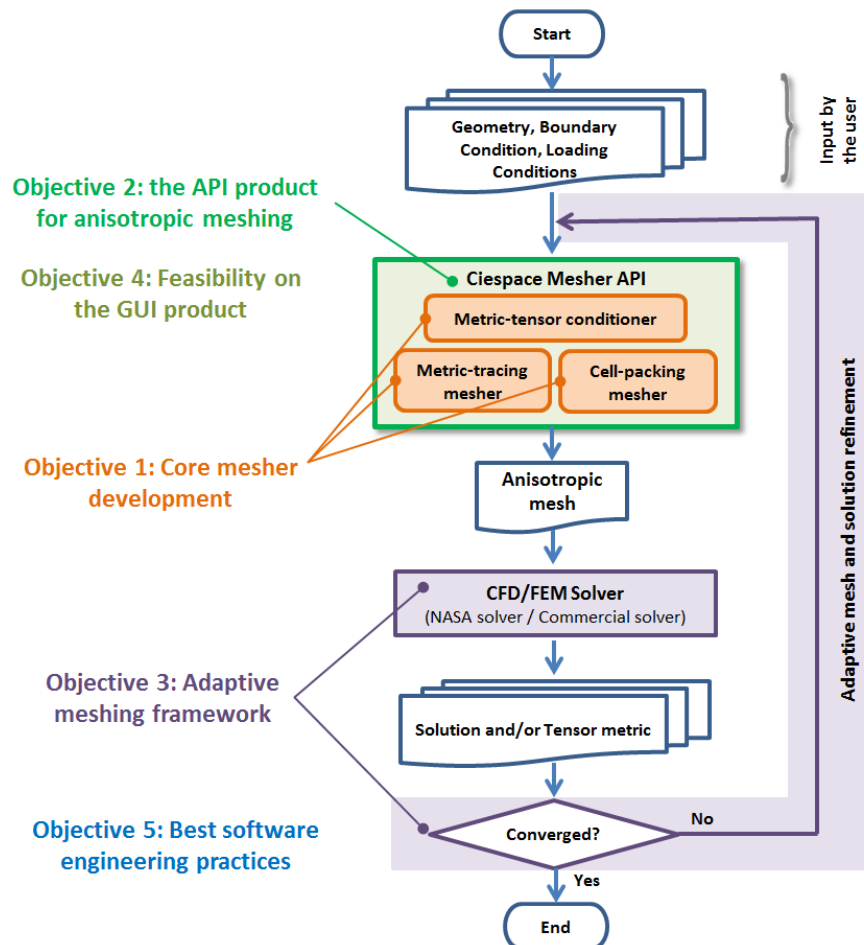 Start
Geometry, Boundary
Condition, Loading
Conditions
Input by
the user
Objective 2: the API product
for anisotropic meshing
Objective 4: Feasibility on
the GUI product
Ciespace Mesher API
Metric-tensor conditioner
Metric-tracing
mesher
Cell-packing
mesher
Objective 1: Core mesher
development
Anisotropic
mesh
Adaptive mesh and solution refinement
CFD/FEM Solver
(NASA solver / Commercial solver)
Objective 3: Adaptive
meshing framework
Solution and/or Tensor metric
Objective 5: Best software
engineering practices
Converged?
No
Yes
End